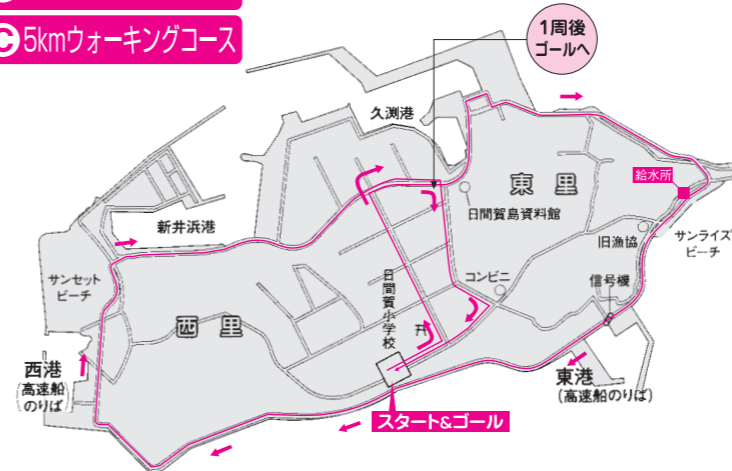 Ⓒ5kmウォーキングコース
1周後
ゴールへ
久渕港
東里
給水所
日間賀島資料館
新井浜港
旧漁協
サンライズ
ビーチ
サンセット
ビーチ
コンビニ
信号機
日間賀小学校
西里
西港
(高速船
のりば)
東港
(高速船のりば)
スタート&ゴール